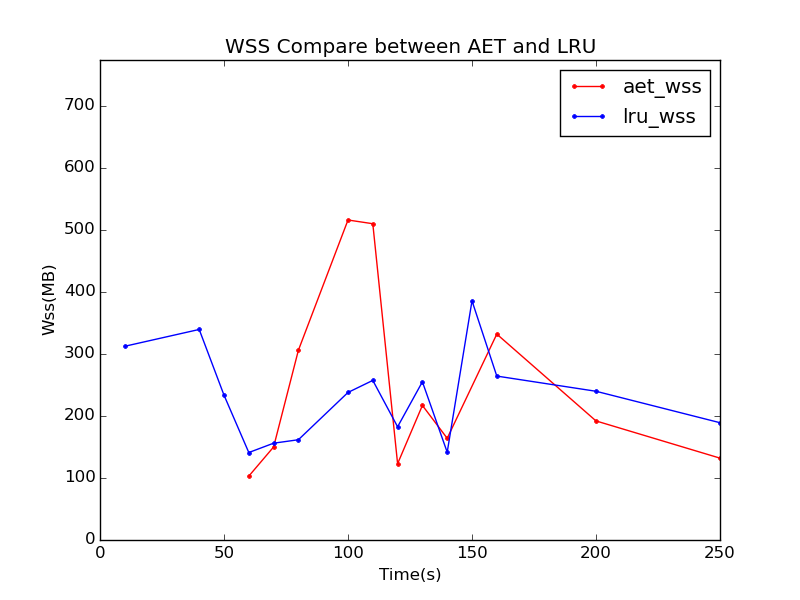 WSS Compare between AET and LRU
aet_wss
lru_wss
700
600
500
400
300
200
100
0
Wss(MB)
0 50 100 150 200 250
Time(s)